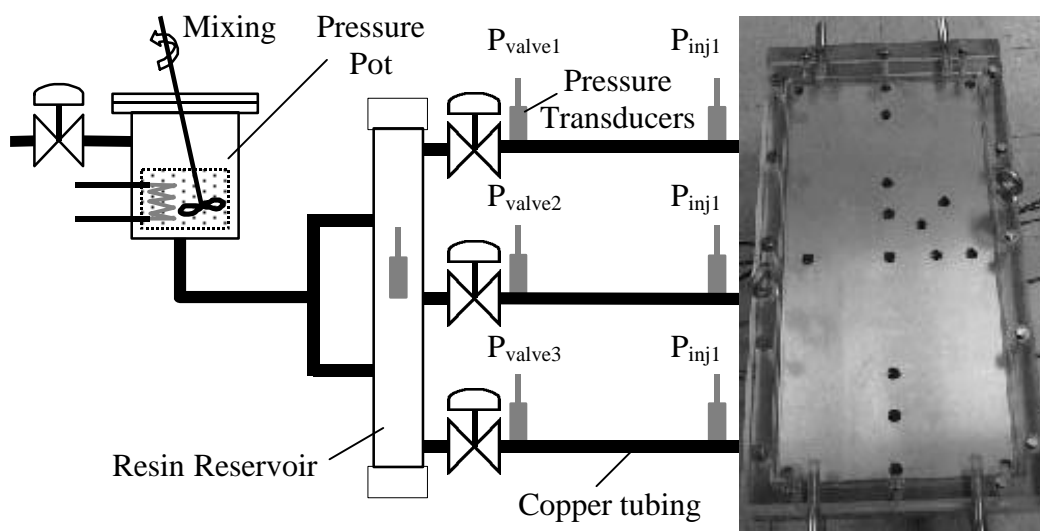 Mixing
Pressure
Pot
Pvalve1
Pinj1
Pressure
Transducers
Pvalve2
Pinj1
Pvalve3
Pinj1
Resin Reservoir
Copper tubing